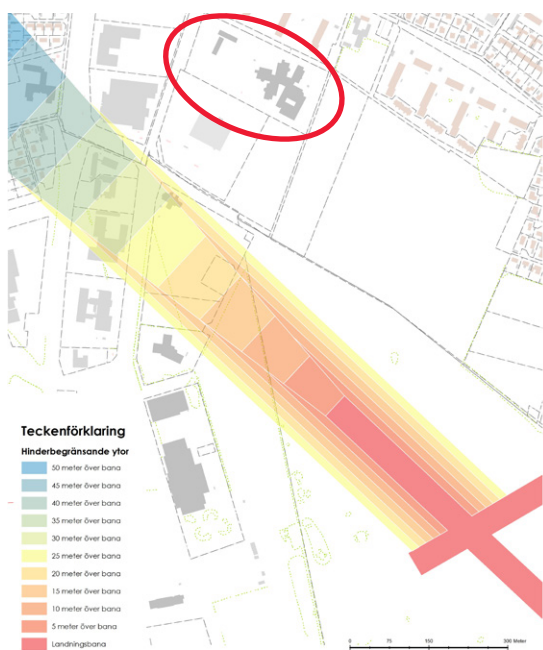 Teckenförklaring
Hinderbegränsande ytor
50 meter över bana
45 meter över bana
40 meter över bana
35 meter över bana
30 meter över bana
25 meter över bana
20 meter över bana
15 meter över bana
10 meter över bana
5 meter över bana
Landningsbana
0 75 150 300 Meter